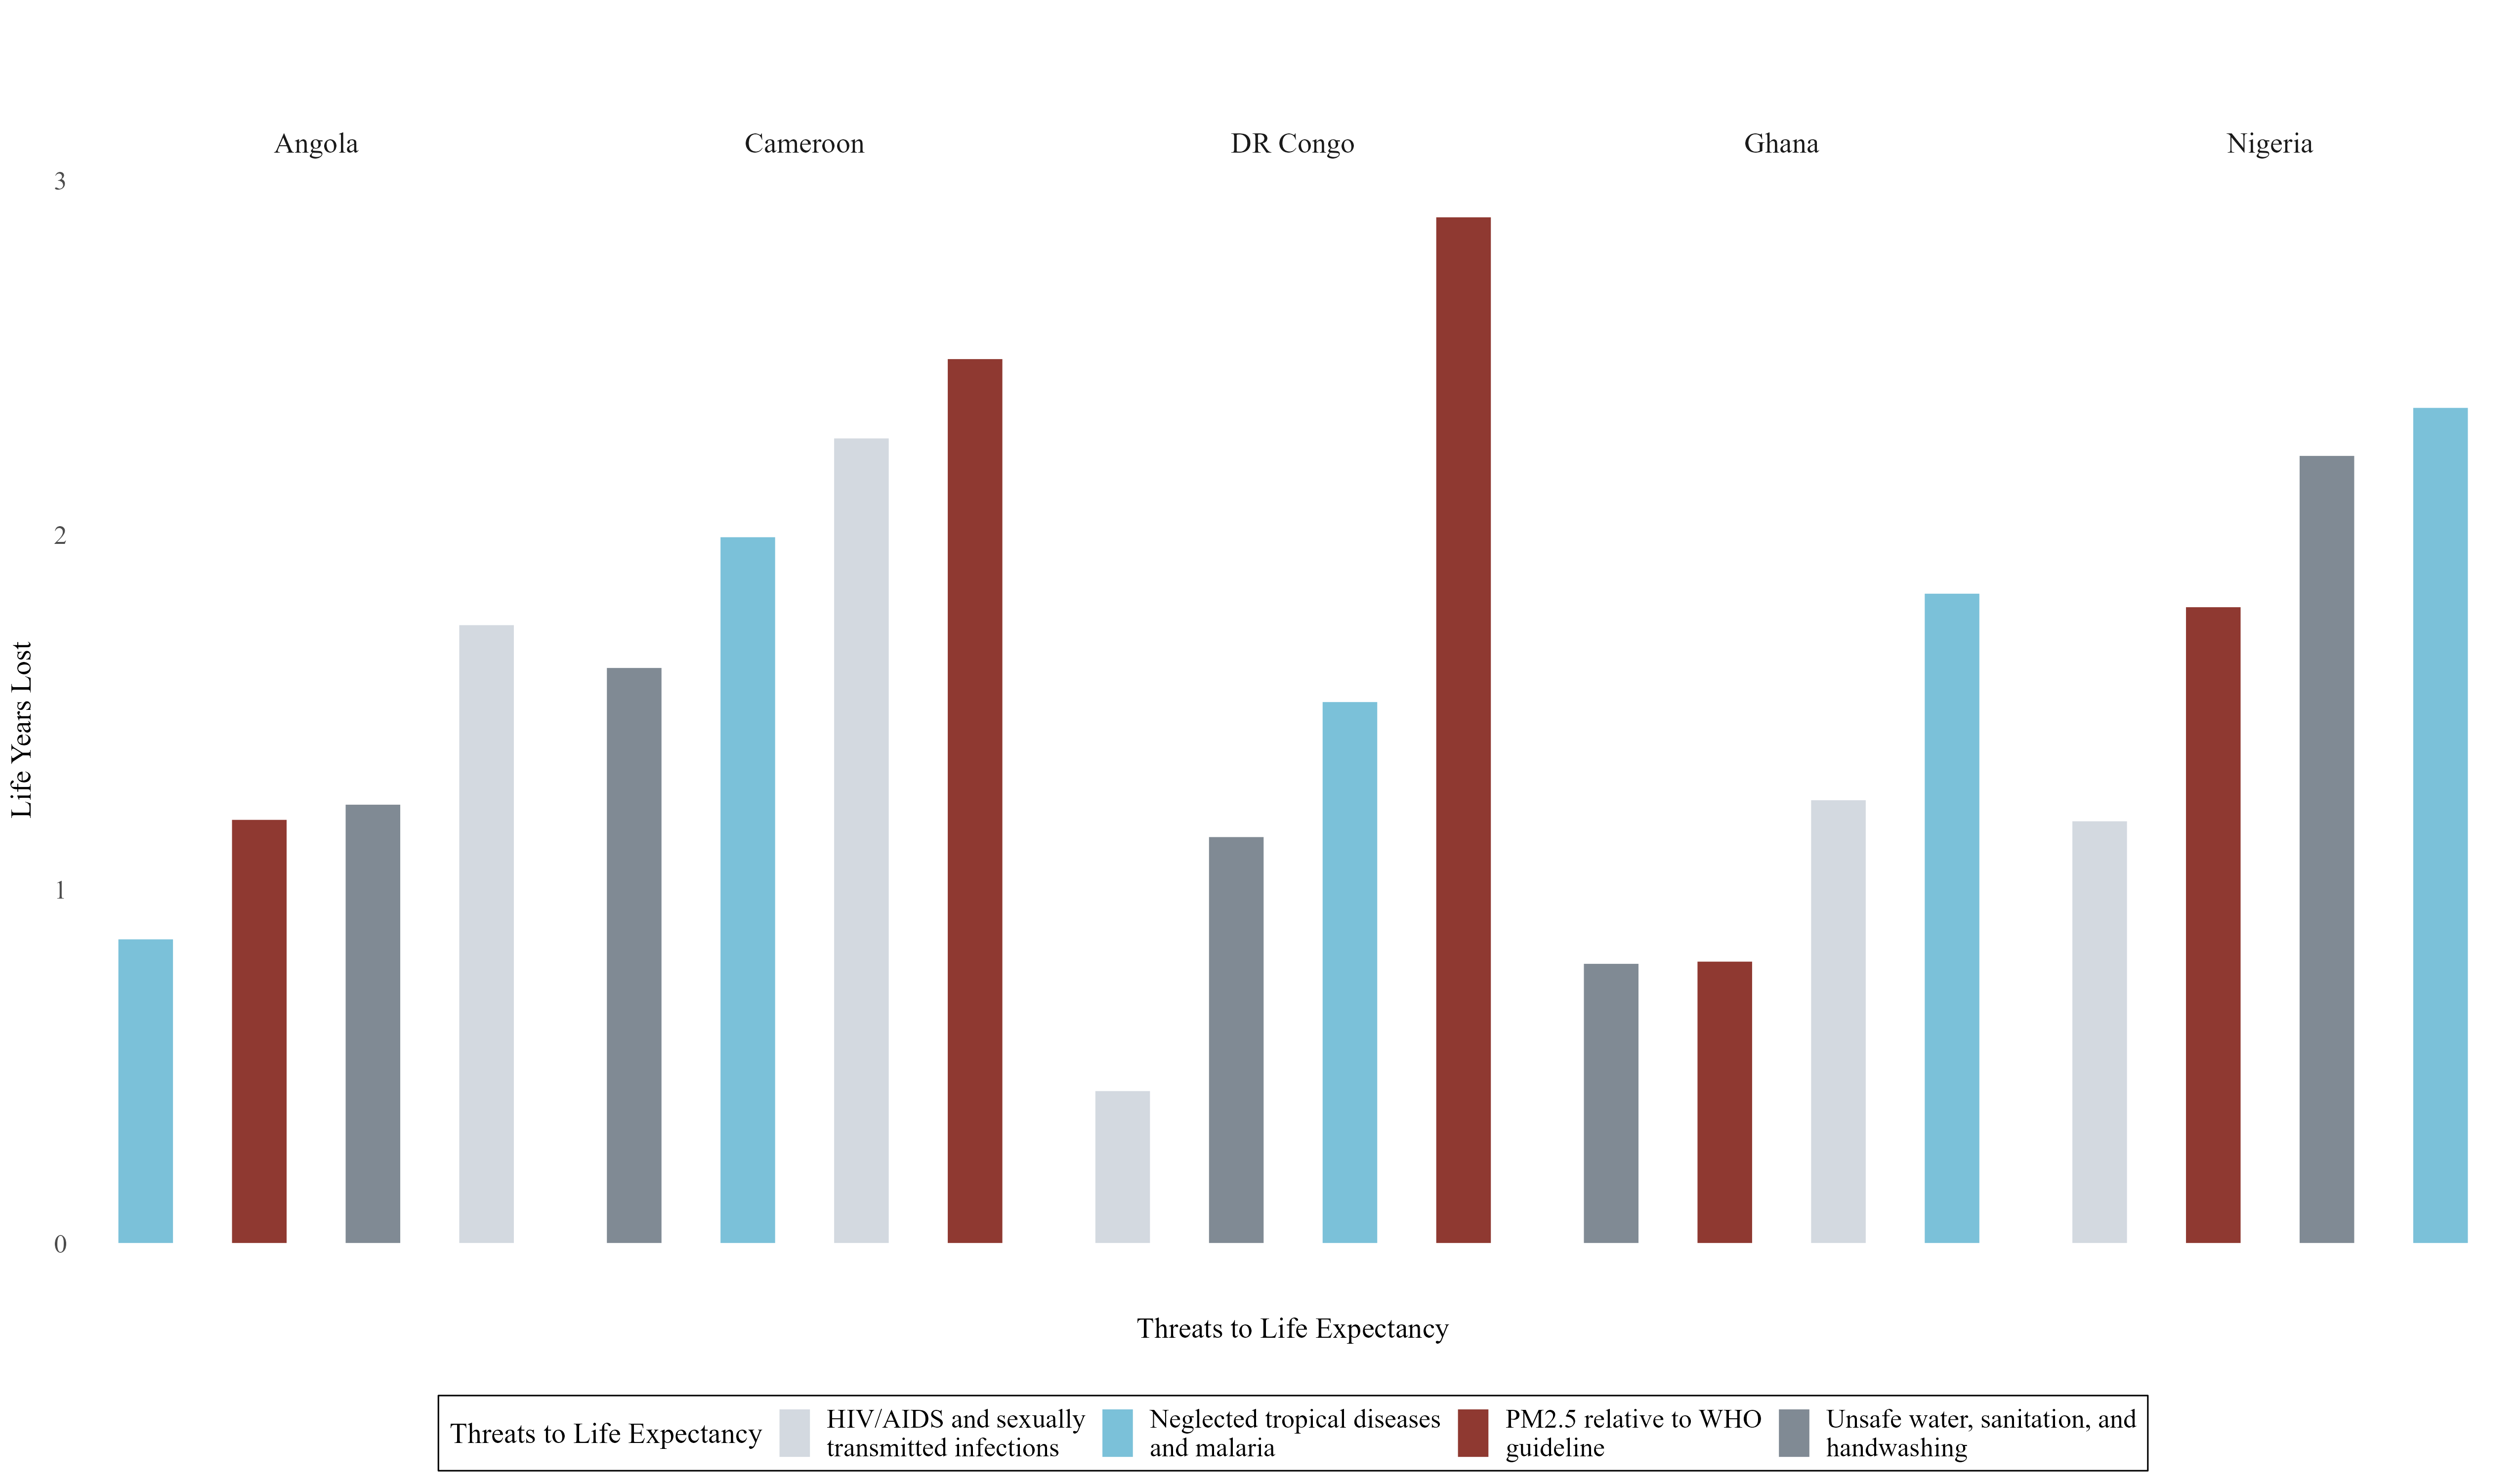 Angola
Cameroon
DR Congo
Ghana
Nigeria
3
2
1
0
Life Years Lost
Threats to Life Expectancy
Threats to Life Expectancy
HIV/AIDS and sexually
transmitted infections
Neglected tropical diseases
and malaria
PM2.5 relative to WHO
guideline
Unsafe water, sanitation, and
handwashing